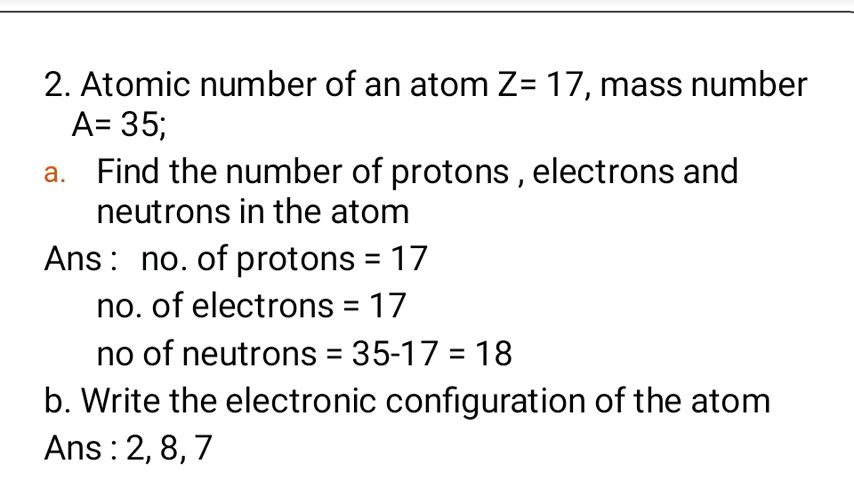 2. Atomic number of an atom Z= 17, mass number
A= 35;
a. Find the number of protons , electrons and
neutrons in the atom
Ans : no. of protons = 17
no. of electrons = 17
no of neutrons = 35-17 = 18
b. Write the electronic configuration of the atom
Ans : 2, 8, 7